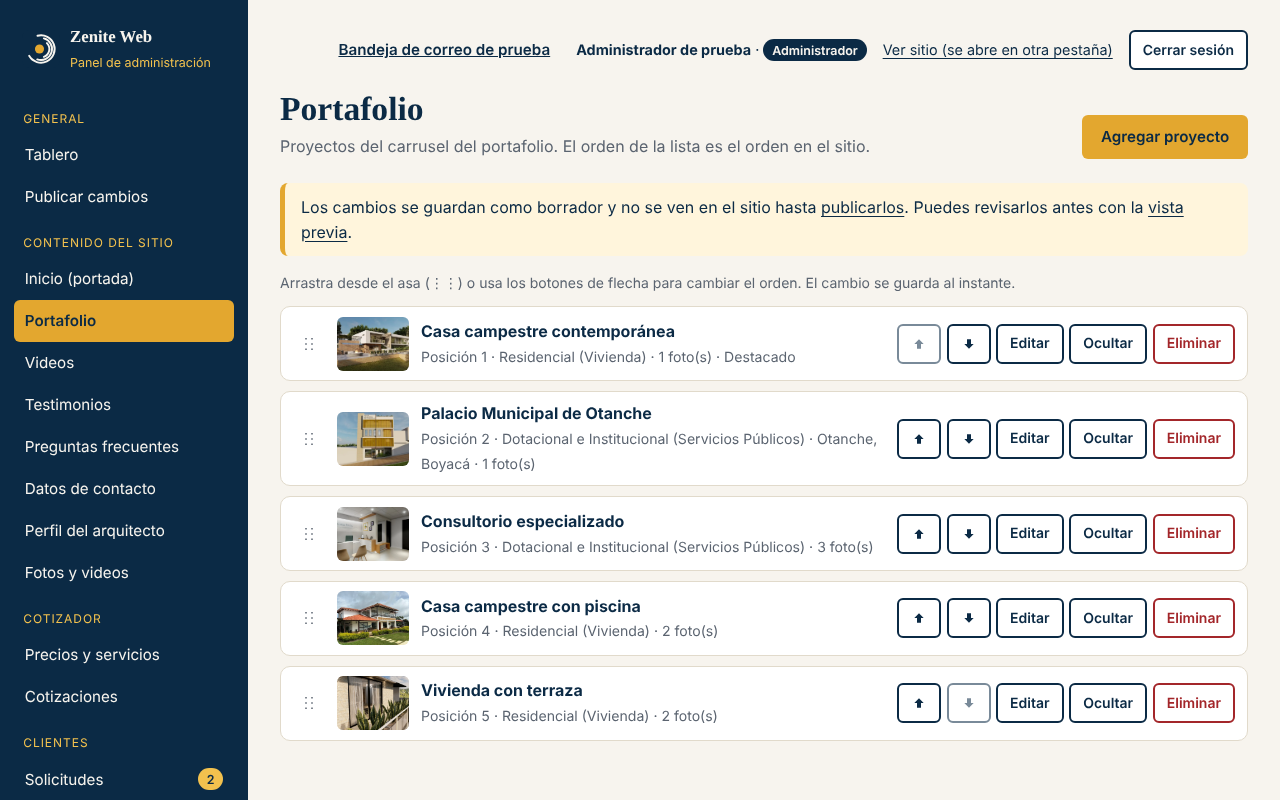 Zenite Web
Panel de administración
GENERAL
Tablero
Publicar cambios
CONTENIDO DEL SITIO
Inicio (portada)
Portafolio
Videos
Testimonios
Preguntas frecuentes
Datos de contacto
Perfil del arquitecto
Fotos y videos
COTIZADOR
Precios y servicios
Cotizaciones
CLIENTES
Solicitudes 2
Bandeja de correo de prueba Administrador de prueba · Administrador Ver sitio (se abre en otra pestaña) Cerrar sesión
Portafolio
Proyectos del carrusel del portafolio. El orden de la lista es el orden en el sitio.
Agregar proyecto
Los cambios se guardan como borrador y no se ven en el sitio hasta publicarlos. Puedes revisarlos antes con la vista
previa.
Arrastra desde el asa (⋮⋮) o usa los botones de flecha para cambiar el orden. El cambio se guarda al instante.
Casa campestre contemporánea
Posición 1 · Residencial (Vivienda) · 1 foto(s) · Destacado
Editar Ocultar Eliminar
Palacio Municipal de Otanche
Posición 2 · Dotacional e Institucional (Servicios Públicos) · Otanche,
Boyacá · 1 foto(s)
Editar Ocultar Eliminar
Consultorio especializado
Posición 3 · Dotacional e Institucional (Servicios Públicos) · 3 foto(s)
Editar Ocultar Eliminar
Casa campestre con piscina
Posición 4 · Residencial (Vivienda) · 2 foto(s)
Editar Ocultar Eliminar
Vivienda con terraza
Posición 5 · Residencial (Vivienda) · 2 foto(s)
Editar Ocultar Eliminar